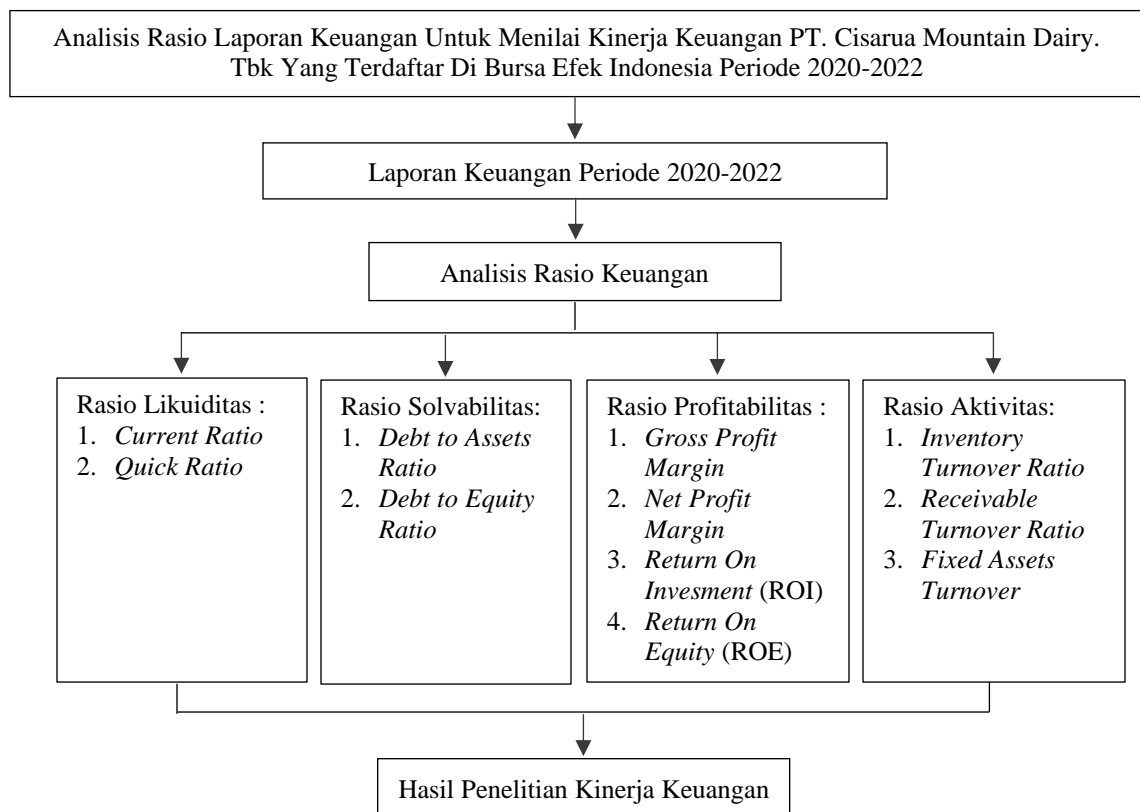 Analisis Rasio Laporan Keuangan Untuk Menilai Kinerja Keuangan PT. Cisarua Mountain Dairy.
Tbk Yang Terdaftar Di Bursa Efek Indonesia Periode 2020-2022
Laporan Keuangan Periode 2020-2022
Analisis Rasio Keuangan
Rasio Likuiditas :
1. Current Ratio
2. Quick Ratio
Rasio Solvabilitas:
1. Debt to Assets
Ratio
2. Debt to Equity
Ratio
Rasio Profitabilitas :
1. Gross Profit
Margin
2. Net Profit
Margin
3. Return On
Invesment (ROI)
4. Return On
Equity (ROE)
Rasio Aktivitas:
1. Inventory
Turnover Ratio
2. Receivable
Turnover Ratio
3. Fixed Assets
Turnover
Hasil Penelitian Kinerja Keuangan